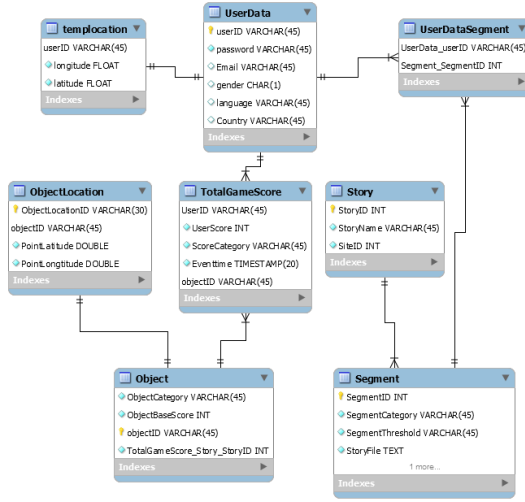 templocation
userID VARCHAR(45)
longitude FLOAT
latitude FLOAT
Indexes
UserData
userID VARCHAR(45)
password VARCHAR(45)
Email VARCHAR(45)
gender CHAR(1)
language VARCHAR(45)
Country VARCHAR(45)
Indexes
UserDataSegment
UserData_userID VARCHAR(45)
Segment_SegmentID INT
Indexes
ObjectLocation
ObjectLocationID VARCHAR(30)
objectID VARCHAR(45)
PointLatitude DOUBLE
PointLongtitude DOUBLE
Indexes
TotalGameScore
UserID VARCHAR(45)
UserScore INT
ScoreCategory VARCHAR(45)
Eventtime TIMESTAMP(20)
objectID VARCHAR(45)
Indexes
Story
StoryID INT
StoryName VARCHAR(45)
SiteID INT
Indexes
Object
ObjectCategory VARCHAR(45)
ObjectBaseScore INT
objectID VARCHAR(45)
TotalGameScore_Story_StoryID INT
Indexes
Segment
SegmentID INT
SegmentCategory VARCHAR(45)
SegmentThreshold VARCHAR(45)
StoryFile TEXT
1 more...
Indexes